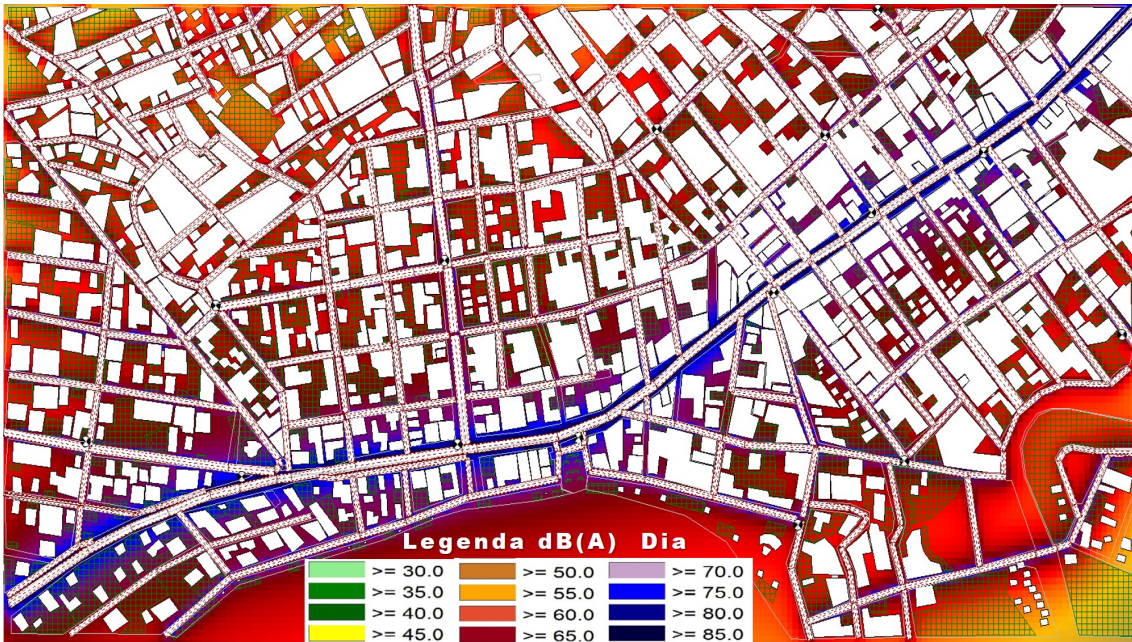 Legenda dB(A) Dia
>= 30.0 >= 50.0 >= 70.0
>= 35.0 >= 55.0 >= 75.0
>= 40.0 >= 60.0 >= 80.0
>= 45.0 >= 65.0 >= 85.0